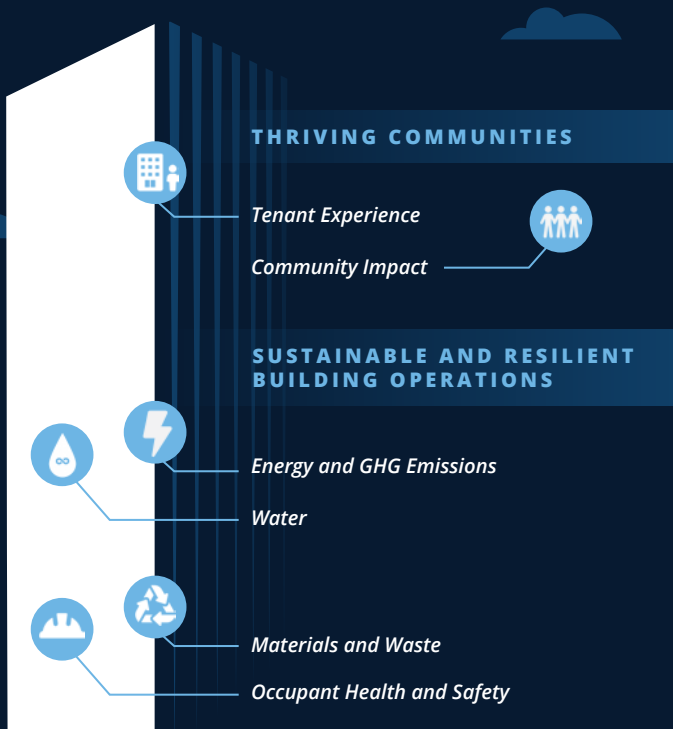 THRIVING COMMUNITIES
Tenant Experience
Community Impact
SUSTAINABLE AND RESILIENT
BUILDING OPERATIONS
Energy and GHG Emissions
Water
Materials and Waste
Occupant Health and Safety